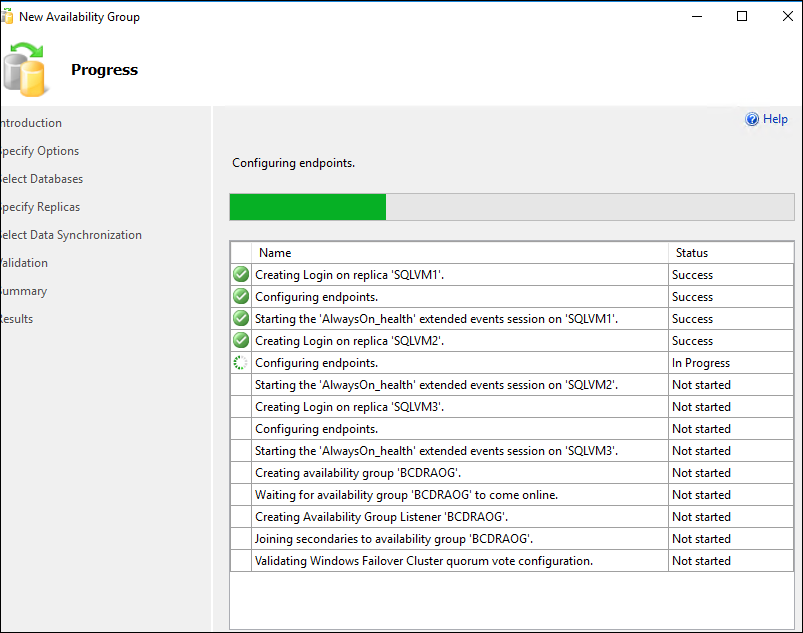 New Availability Group
Progress
ntroduction
pecify Options
elect Databases
pecify Replicas
elect Data Synchronization
alidation
ummary
esults
Help
Configuring endpoints.
Name Status
Creating Login on replica 'SQLVM1'. Success
Configuring endpoints. Success
Starting the 'AlwaysOn_health' extended events session on 'SQLVM1'. Success
Creating Login on replica 'SQLVM2'. Success
Configuring endpoints. In Progress
Starting the 'AlwaysOn_health' extended events session on 'SQLVM2'. Not started
Creating Login on replica 'SQLVM3'. Not started
Configuring endpoints. Not started
Starting the 'AlwaysOn_health' extended events session on 'SQLVM3'. Not started
Creating availability group 'BCDRAOG'. Not started
Waiting for availability group 'BCDRAOG' to come online. Not started
Creating Availability Group Listener 'BCDRAOG'. Not started
Joining secondaries to availability group 'BCDRAOG'. Not started
Validating Windows Failover Cluster quorum vote configuration. Not started